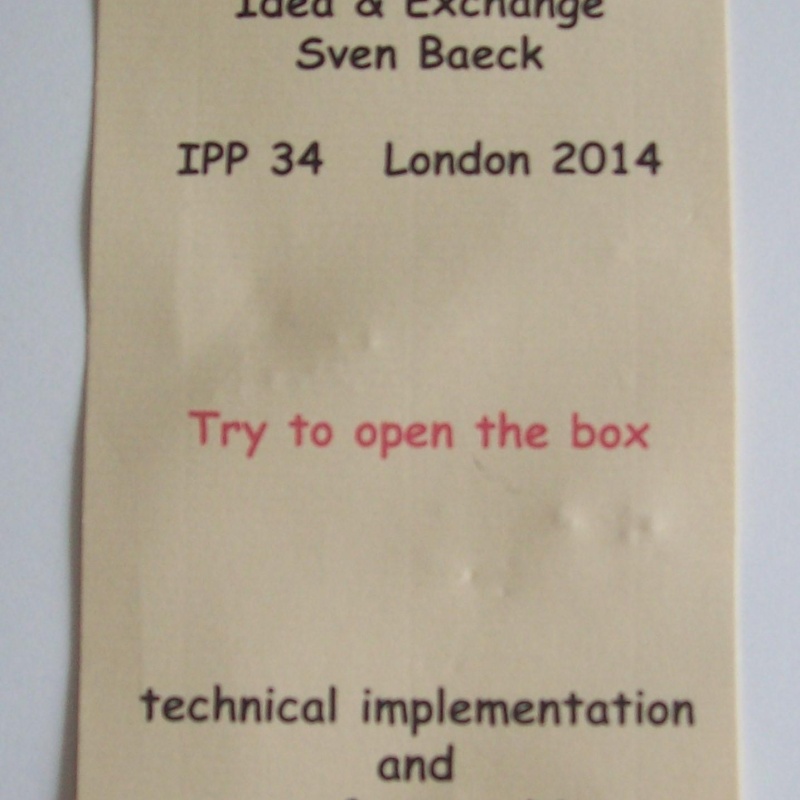 Idea & Exchange
Sven Baeck
IPP 34 London 2014
Try to open the box
technical implementation
and